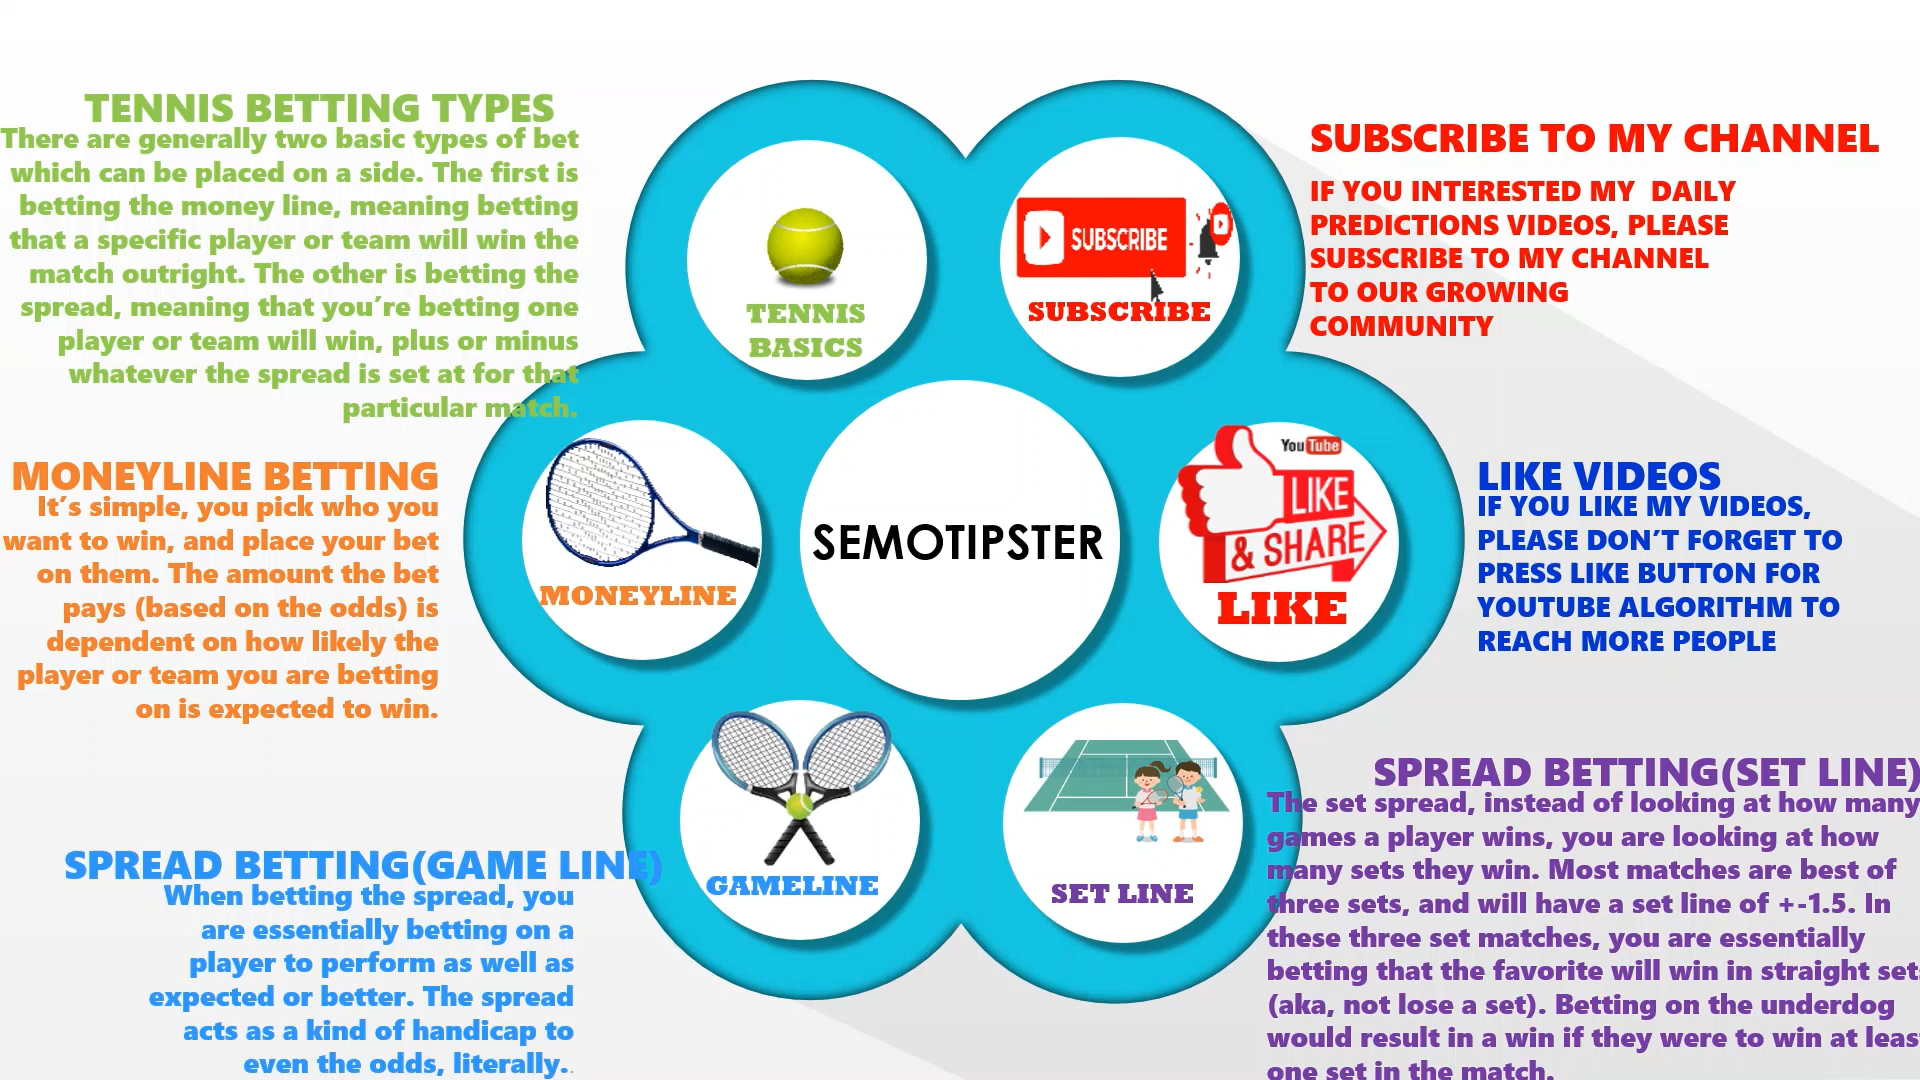 TENNIS BETTING TYPES
There are generally two basic types of bet
which can be placed on a side. The first is
betting the money line, meaning betting
that a specific player or team will win the
match outright. The other is betting the
spread, meaning that you’re betting one
player or team will win, plus or minus
whatever the spread is set at for that
particular match.
MONEYLINE BETTING
It’s simple, you pick who you
want to win, and place your bet
on them. The amount the bet
pays (based on the odds) is
dependent on how likely the
player or team you are betting
on is expected to win.
SPREAD BETTING(GAME LINE)
When betting the spread, you
are essentially betting on a
player to perform as well as
expected or better. The spread
acts as a kind of handicap to
even the odds, literally..
TENNIS
BASICS
SUBSCRIBE
SUBSCRIBE
MONEYLINE
SEMOTIPSTER
YouTube
LIKE
& SHARE
LIKE
GAMELINE
SET LINE
SUBSCRIBE TO MY CHANNEL
IF YOU INTERESTED MY DAILY
PREDICTIONS VIDEOS, PLEASE
SUBSCRIBE TO MY CHANNEL
TO OUR GROWING
COMMUNITY
LIKE VIDEOS
IF YOU LIKE MY VIDEOS,
PLEASE DON’T FORGET TO
PRESS LIKE BUTTON FOR
YOUTUBE ALGORITHM TO
REACH MORE PEOPLE
SPREAD BETTING(SET LINE)
The set spread, instead of looking at how many
games a player wins, you are looking at how
many sets they win. Most matches are best of
three sets, and will have a set line of +-1.5. In
these three set matches, you are essentially
betting that the favorite will win in straight sets
(aka, not lose a set). Betting on the underdog
would result in a win if they were to win at least
one set in the match.